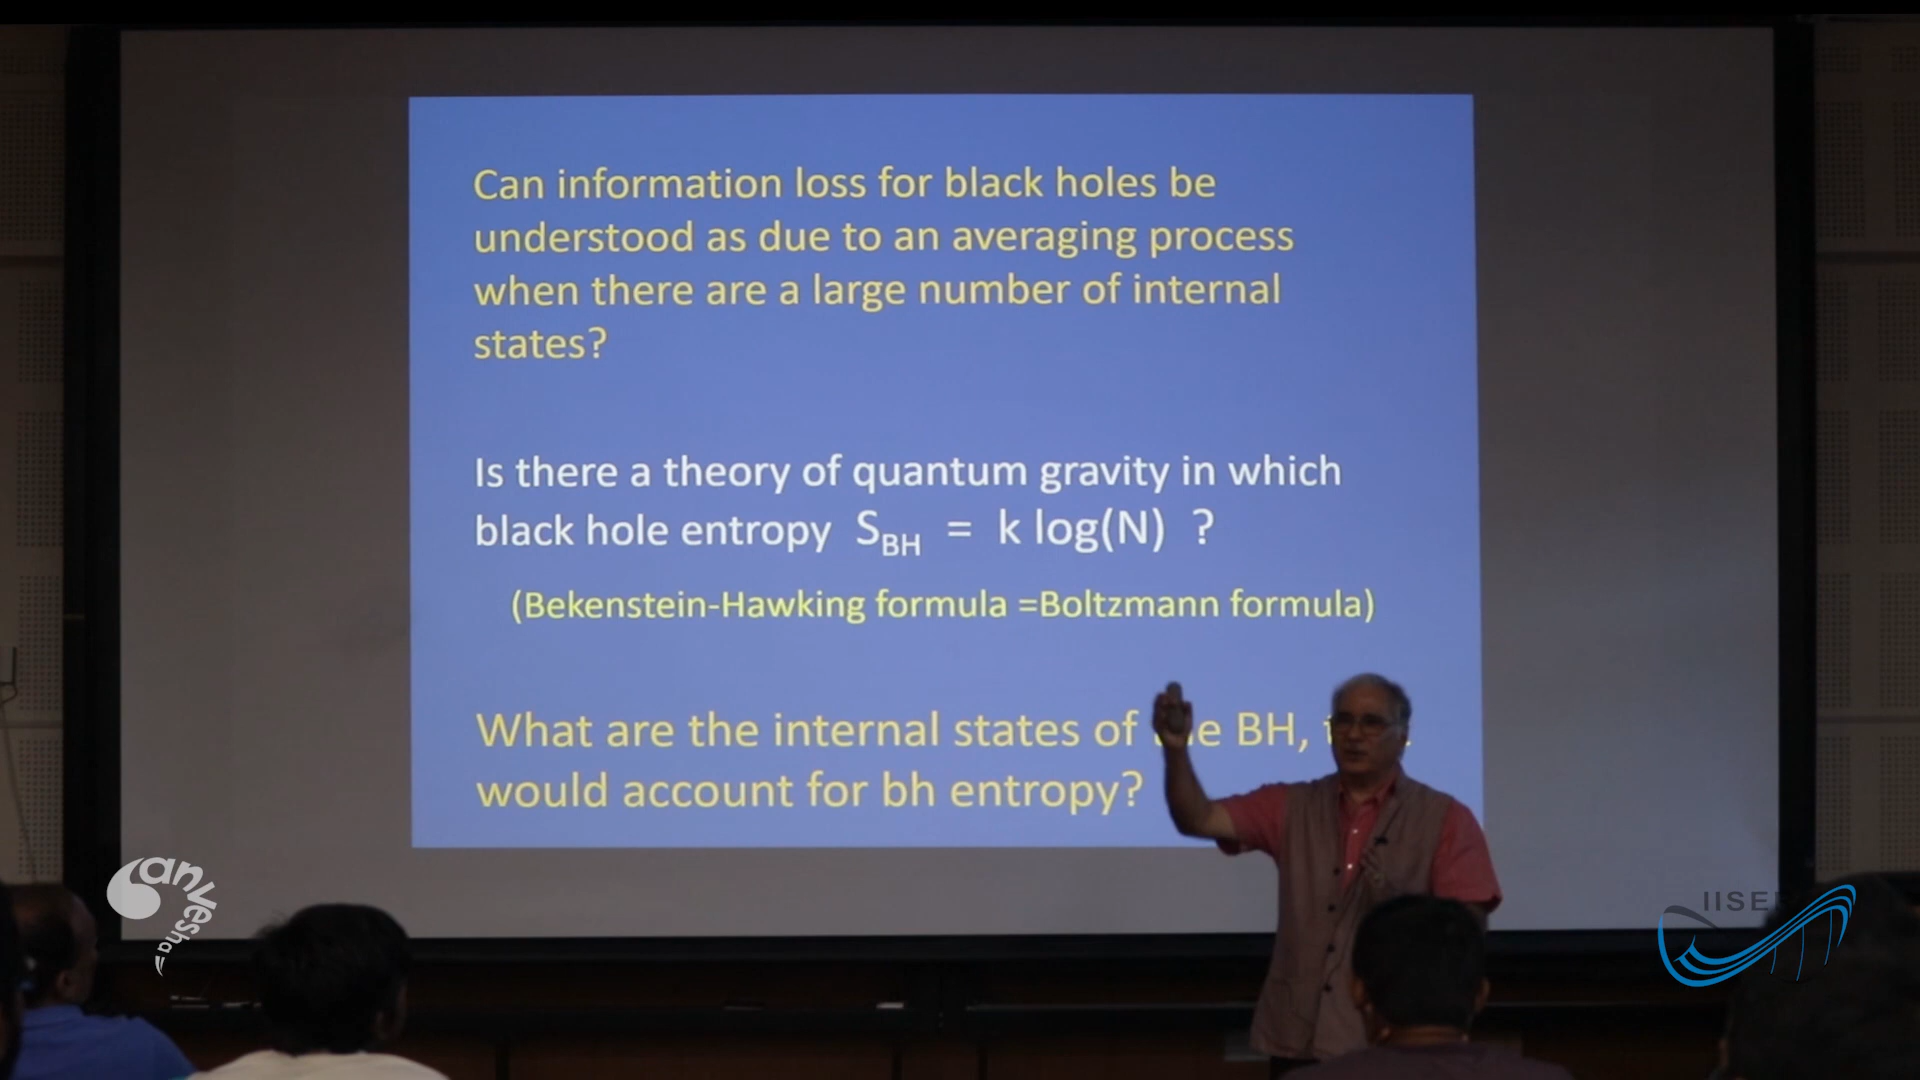 Can information loss for black holes be
understood as due to an averaging process
when there are a large number of internal
states?
Is there a theory of quantum gravity in which
black hole entropy S_BH = k log(N) ?
(Bekenstein-Hawking formula =Boltzmann formula)
What are the internal states of BH,
would account for bh entropy?
anvesha
IISE